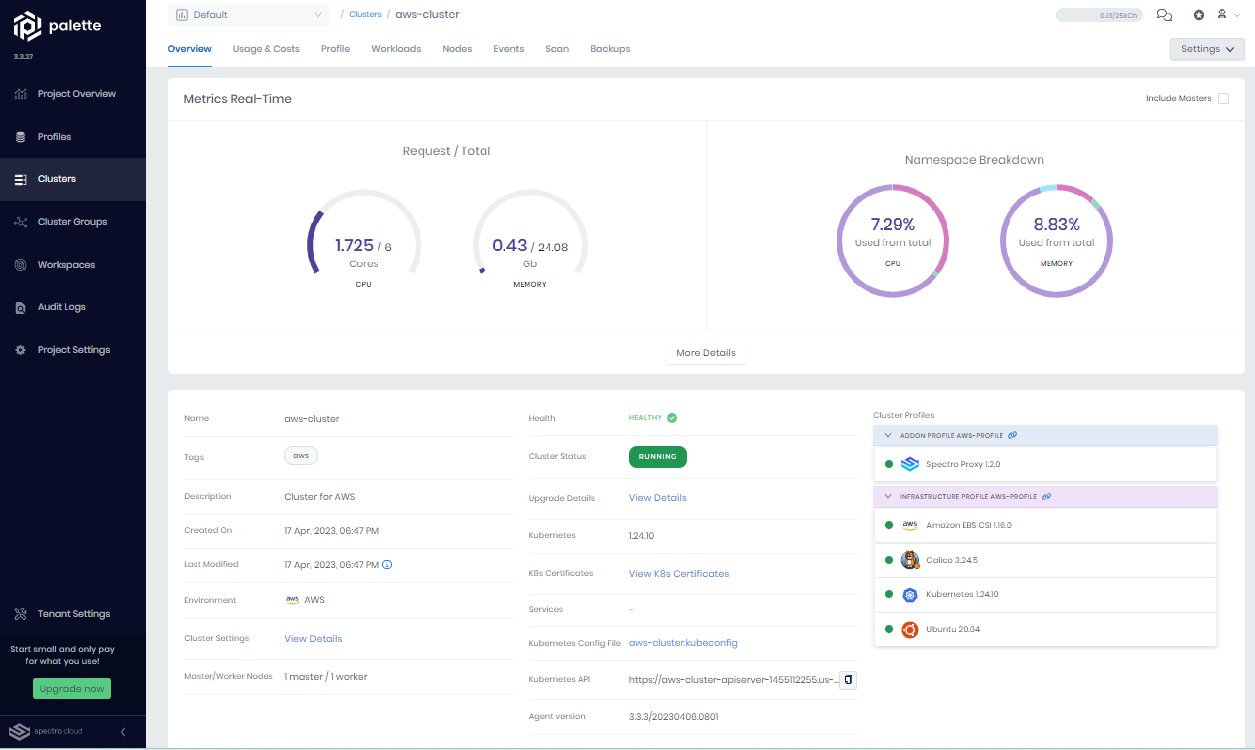 palette
3.3.27
Project Overview
Profiles
Clusters
Cluster Groups
Workspaces
Audit Logs
Project Settings
Tenant Settings
Start small and only pay
for what you use!
Upgrade now
spectro cloud
Default
/ Clusters / aws-cluster
0.13/25kCh
Overview Usage & Costs Profile Workloads Nodes Events Scan Backups
Settings
Metrics Real-Time
Include Masters
Request / Total
1.725 / 6
Cores
CPU
0.43 / 24.08
Gb
MEMORY
Namespace Breakdown
7.29%
Used from total
CPU
8.83%
Used from total
MEMORY
More Details
Name aws-cluster
Tags aws
Description Cluster for AWS
Created On 17 Apr, 2023, 06:47 PM
Last Modified 17 Apr, 2023, 06:47 PM
Environment aws AWS
Cluster Settings View Details
Master/Worker Nodes 1 master / 1 worker
Health HEALTHY
Cluster Status RUNNING
Upgrade Details View Details
Kubernetes 1.24.10
K8s Certificates View K8s Certificates
Services -
Kubernetes Config File aws-cluster.kubeconfig
Kubernetes API https://aws-cluster-apiserver-1455112255.us-...
Agent version 3.3.3/20230406.0801
Cluster Profiles
ADDON PROFILE AWS-PROFILE
Spectro Proxy 1.2.0
INFRASTRUCTURE PROFILE AWS-PROFILE
aws Amazon EBS CSI 1.16.0
Calico 3.24.5
Kubernetes 1.24.10
Ubuntu 20.04